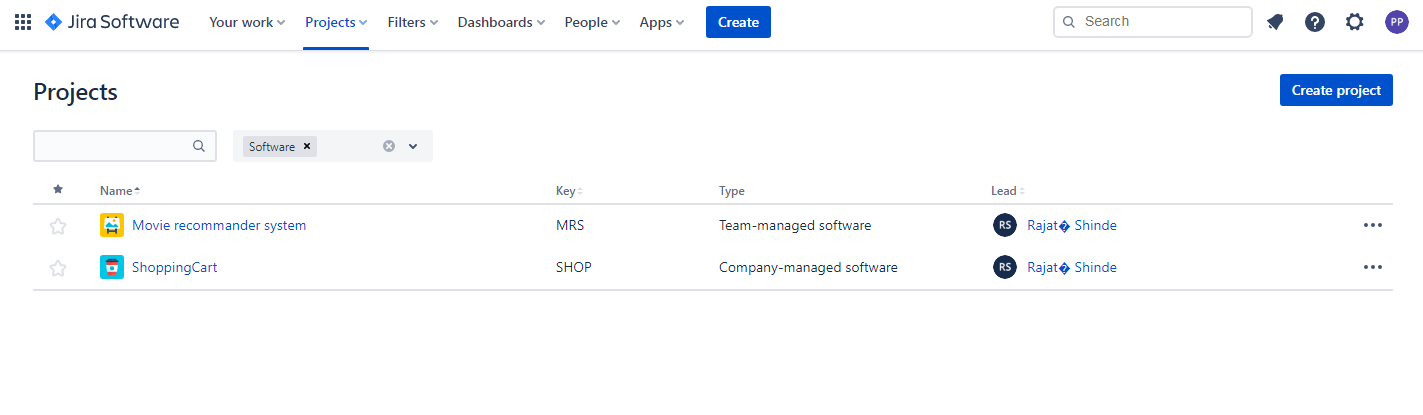 Jira Software Your work Projects Filters Dashboards People Apps Create Search PP
Projects Create project
Software
Name Key Type Lead
Movie recommander system MRS Team-managed software RS Rajat� Shinde
ShoppingCart SHOP Company-managed software RS Rajat� Shinde